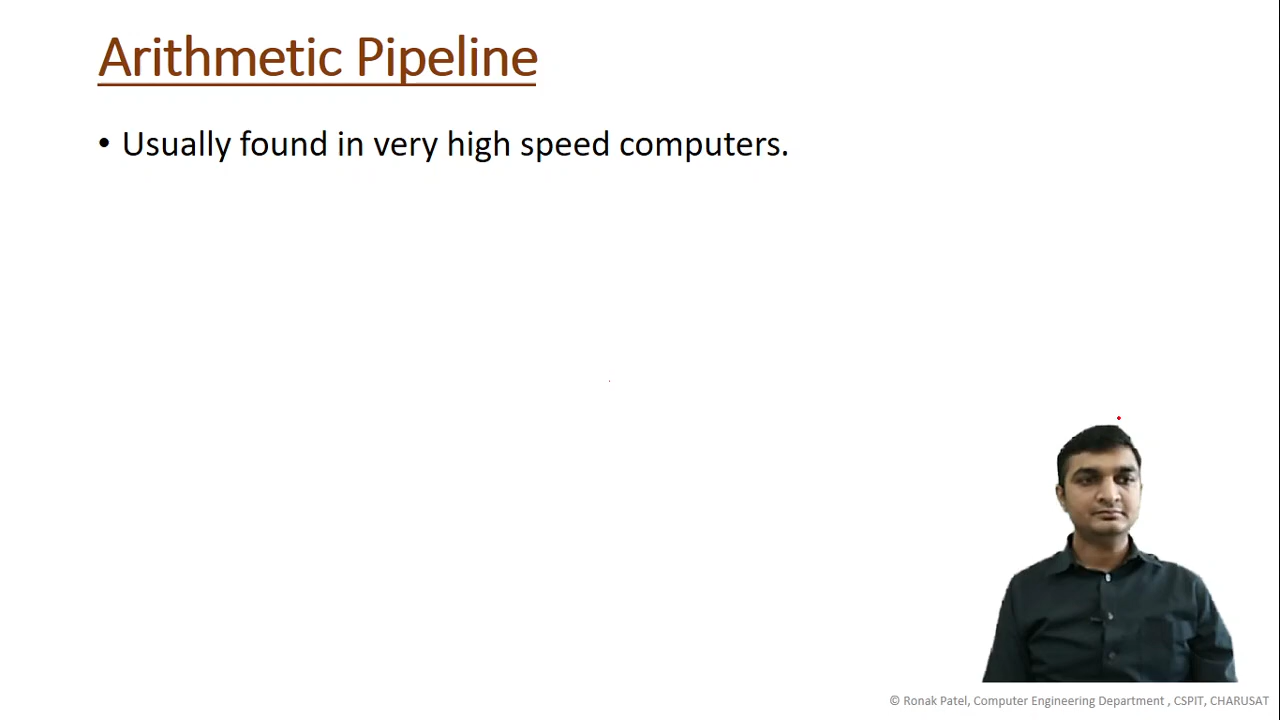 Arithmetic Pipeline
• Usually found in very high speed computers.
© Ronak Patel, Computer Engineering Department , CSPIT, CHARUSAT